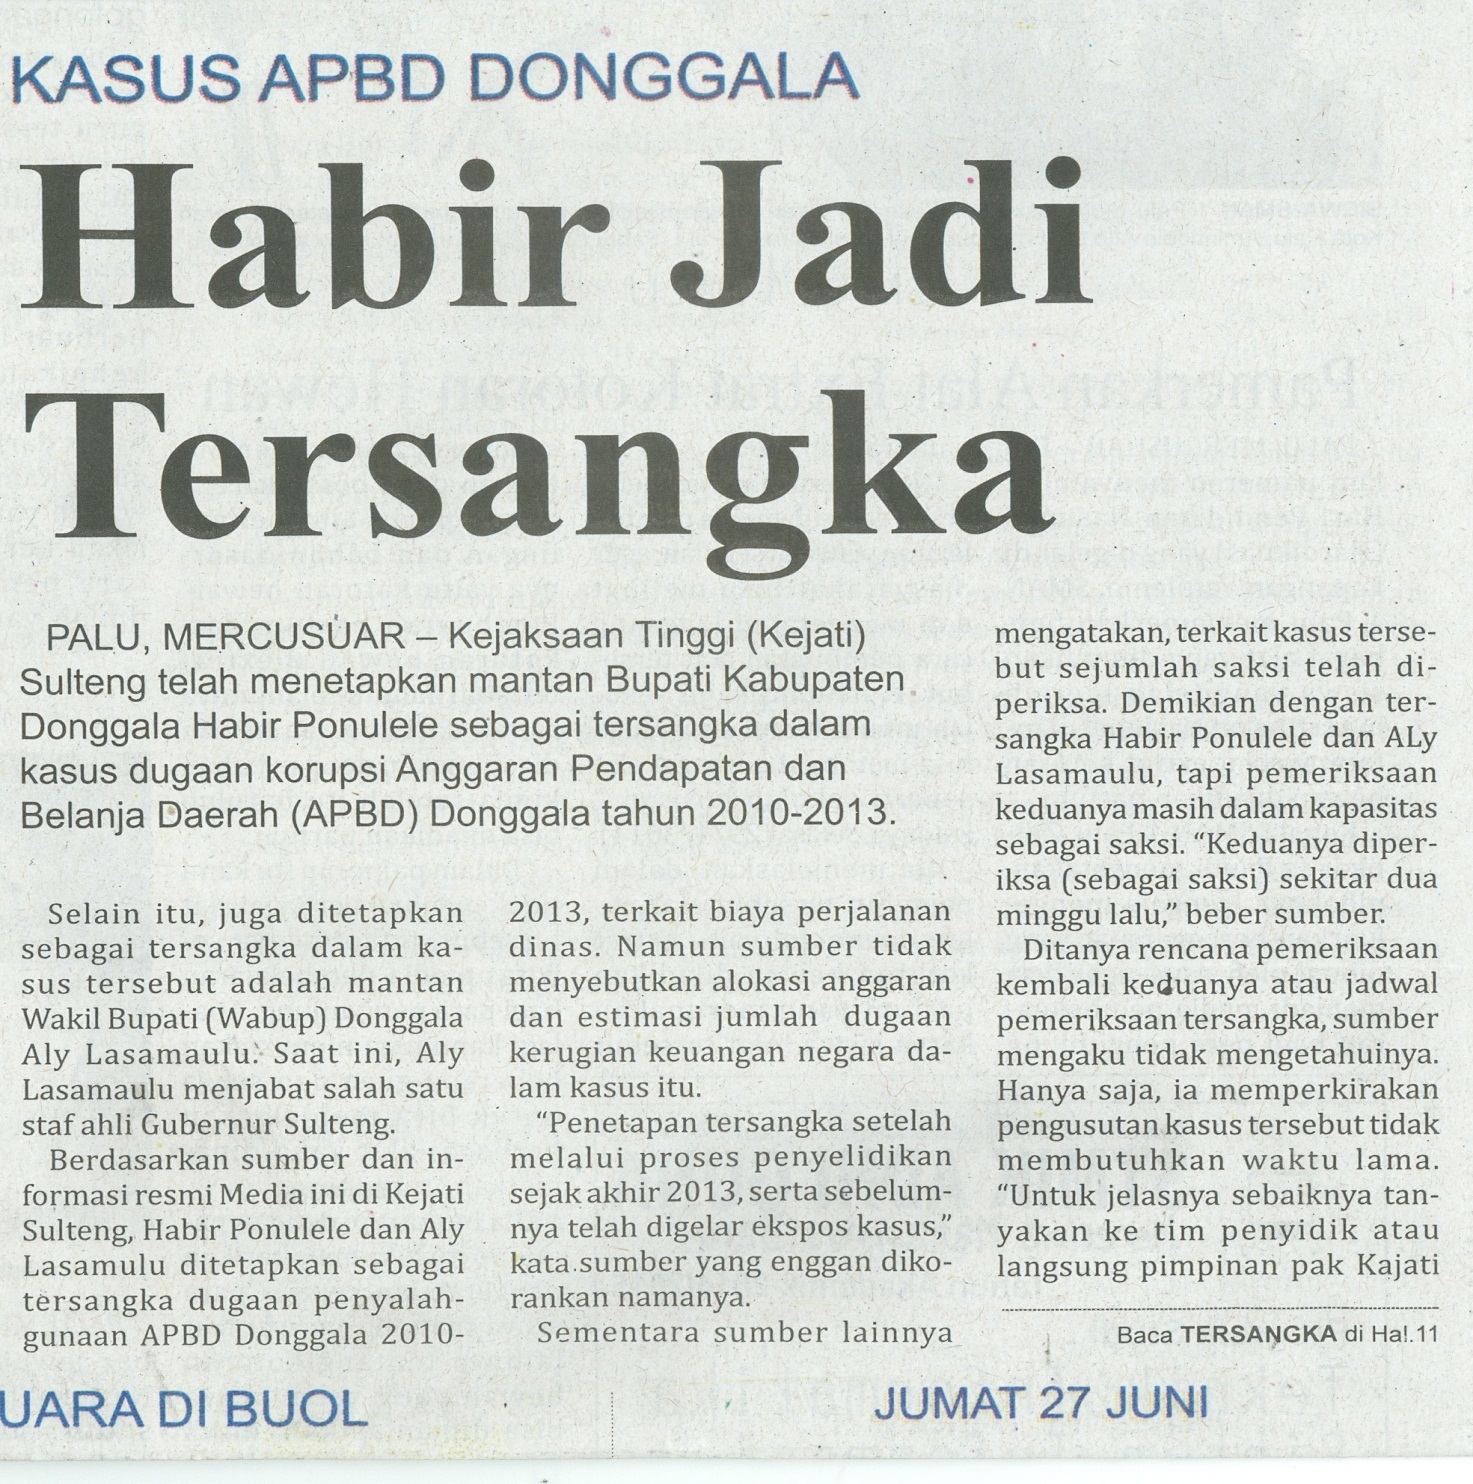 KASUS APBD DONGGALA
Habir Jadi
Tersangka
PALU, MERCUSUAR – Kejaksaan Tinggi (Kejati)
Sulteng telah menetapkan mantan Bupati Kabupaten
Donggala Habir Ponulele sebagai tersangka dalam
kasus dugaan korupsi Anggaran Pendapatan dan
Belanja Daerah (APBD) Donggala tahun 2010-2013.
Selain itu, juga ditetapkan
sebagai tersangka dalam ka-
sus tersebut adalah mantan
Wakil Bupati (Wabup) Donggala
Aly Lasamaulu. Saat ini, Aly
Lasamaulu menjabat salah satu
staf ahli Gubernur Sulteng.
Berdasarkan sumber dan in-
formasi resmi Media ini di Kejati
Sulteng, Habir Ponulele dan Aly
Lasamulu ditetapkan sebagai
tersangka dugaan penyalah-
gunaan APBD Donggala 2010-
2013, terkait biaya perjalanan
dinas. Namun sumber tidak
menyebutkan alokasi anggaran
dan estimasi jumlah dugaan
kerugian keuangan negara da-
lam kasus itu.
“Penetapan tersangka setelah
melalui proses penyelidikan
sejak akhir 2013, serta sebelum-
nya telah digelar ekspos kasus,”
kata sumber yang enggan diko-
rankan namanya.
Sementara sumber lainnya
mengatakan, terkait kasus terse-
but sejumlah saksi telah di-
periksa. Demikian dengan ter-
sangka Habir Ponulele dan ALy
Lasamaulu, tapi pemeriksaan
keduanya masih dalam kapasitas
sebagai saksi. “Keduanya diper-
iksa (sebagai saksi) sekitar dua
minggu lalu,” beber sumber.
Ditanya rencana pemeriksaan
kembali keduanya atau jadwal
pemeriksaan tersangka, sumber
mengaku tidak mengetahuinya.
Hanya saja, ia memperkirakan
pengusutan kasus tersebut tidak
membutuhkan waktu lama.
“Untuk jelasnya sebaiknya tan-
yakan ke tim penyidik atau
langsung pimpinan pak Kajati
Baca TERSANGKA di Hal.11
UARA DI BUOL
JUMAT 27 JUNI